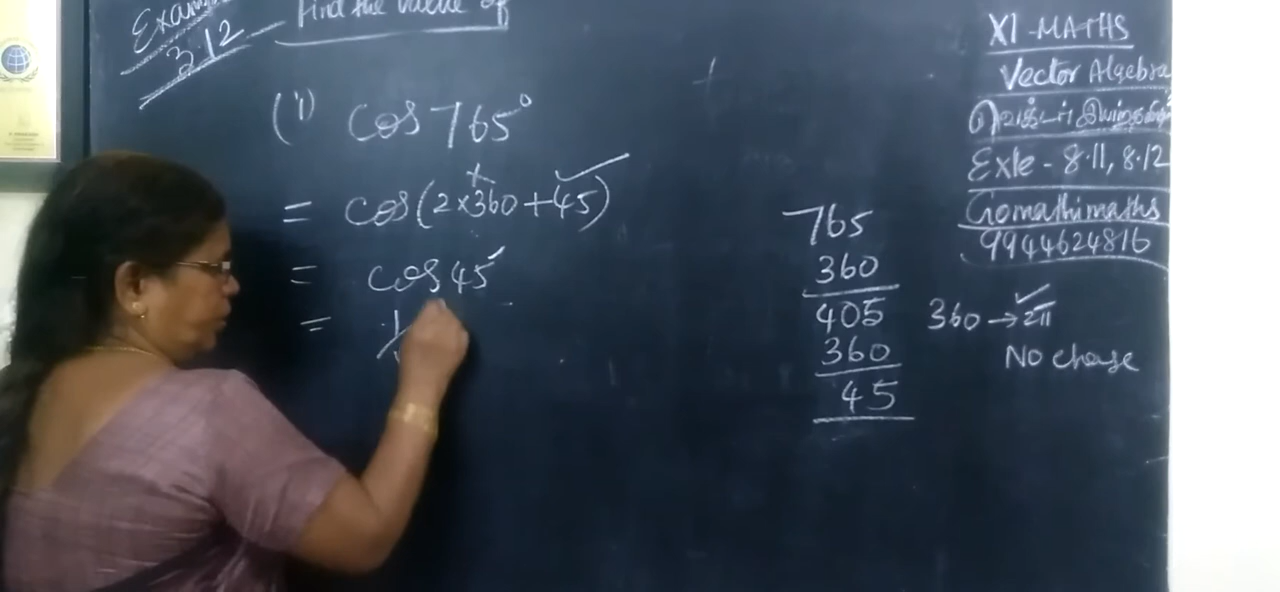 Example
3.12
Find the value of
(i) cos 765°
= cos(2×360+45)
= cos 45
=
765
360
405
360
45
360 → 2π
No change
XI-MATHS
Vector Algebra
Exle - 8.11, 8.12
Gomathimaths
9944624816